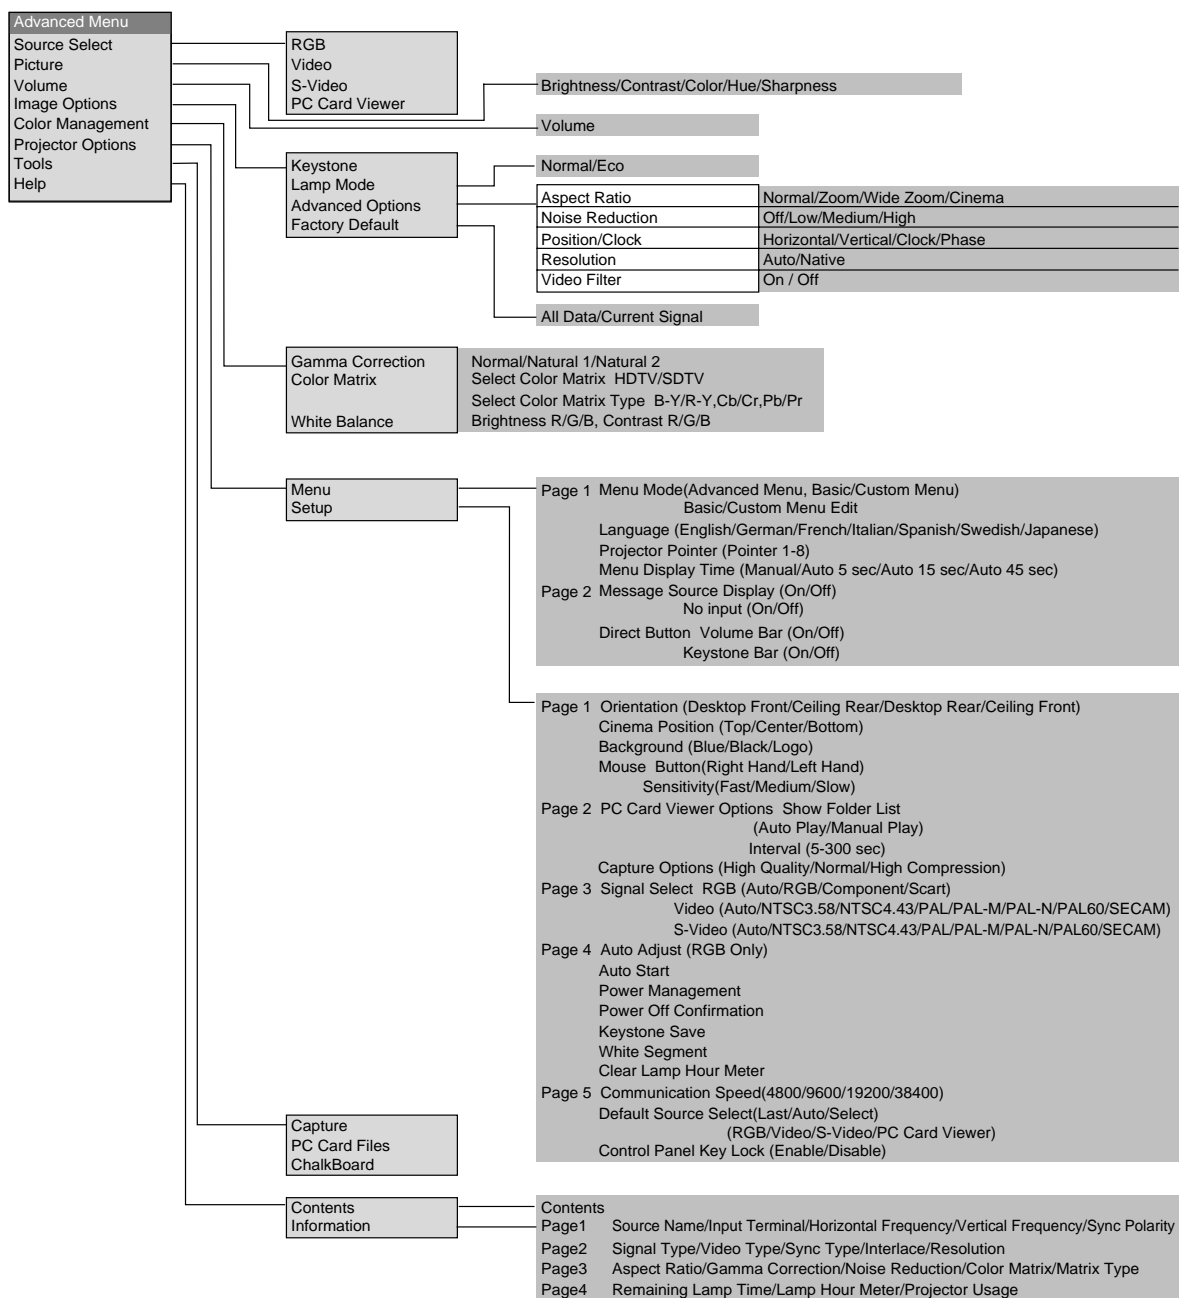 Advanced Menu
Source Select
Picture
Volume
Image Options
Color Management
Projector Options
Tools
Help
RGB
Video
S-Video
PC Card Viewer
Brightness/Contrast/Color/Hue/Sharpness
Volume
Keystone
Lamp Mode
Advanced Options
Factory Default
Normal/Eco
Aspect Ratio Normal/Zoom/Wide Zoom/Cinema
Noise Reduction Off/Low/Medium/High
Position/Clock Horizontal/Vertical/Clock/Phase
Resolution Auto/Native
Video Filter On / Off
All Data/Current Signal
Gamma Correction Normal/Natural 1/Natural 2
Color Matrix Select Color Matrix HDTV/SDTV
Select Color Matrix Type B-Y/R-Y,Cb/Cr,Pb/Pr
White Balance Brightness R/G/B, Contrast R/G/B
Menu
Setup
Page 1 Menu Mode(Advanced Menu, Basic/Custom Menu)
Basic/Custom Menu Edit
Language (English/German/French/Italian/Spanish/Swedish/Japanese)
Projector Pointer (Pointer 1-8)
Menu Display Time (Manual/Auto 5 sec/Auto 15 sec/Auto 45 sec)
Page 2 Message Source Display (On/Off)
No input (On/Off)
Direct Button Volume Bar (On/Off)
Keystone Bar (On/Off)
Page 1 Orientation (Desktop Front/Ceiling Rear/Desktop Rear/Ceiling Front)
Cinema Position (Top/Center/Bottom)
Background (Blue/Black/Logo)
Mouse Button(Right Hand/Left Hand)
Sensitivity(Fast/Medium/Slow)
Page 2 PC Card Viewer Options Show Folder List
(Auto Play/Manual Play)
Interval (5-300 sec)
Capture Options (High Quality/Normal/High Compression)
Page 3 Signal Select RGB (Auto/RGB/Component/Scart)
Video (Auto/NTSC3.58/NTSC4.43/PAL/PAL-M/PAL-N/PAL60/SECAM)
S-Video (Auto/NTSC3.58/NTSC4.43/PAL/PAL-M/PAL-N/PAL60/SECAM)
Page 4 Auto Adjust (RGB Only)
Auto Start
Power Management
Power Off Confirmation
Keystone Save
White Segment
Clear Lamp Hour Meter
Page 5 Communication Speed(4800/9600/19200/38400)
Default Source Select(Last/Auto/Select)
(RGB/Video/S-Video/PC Card Viewer)
Control Panel Key Lock (Enable/Disable)
Capture
PC Card Files
ChalkBoard
Contents
Information
Contents
Page1 Source Name/Input Terminal/Horizontal Frequency/Vertical Frequency/Sync Polarity
Page2 Signal Type/Video Type/Sync Type/Interlace/Resolution
Page3 Aspect Ratio/Gamma Correction/Noise Reduction/Color Matrix/Matrix Type
Page4 Remaining Lamp Time/Lamp Hour Meter/Projector Usage